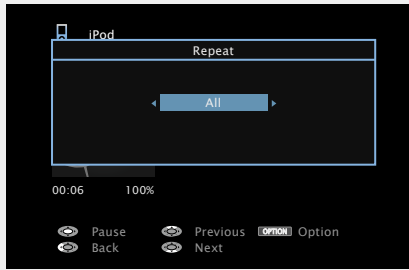 iPod
Repeat
All
00:06 100%
Pause Previous OPTION Option
Back Next